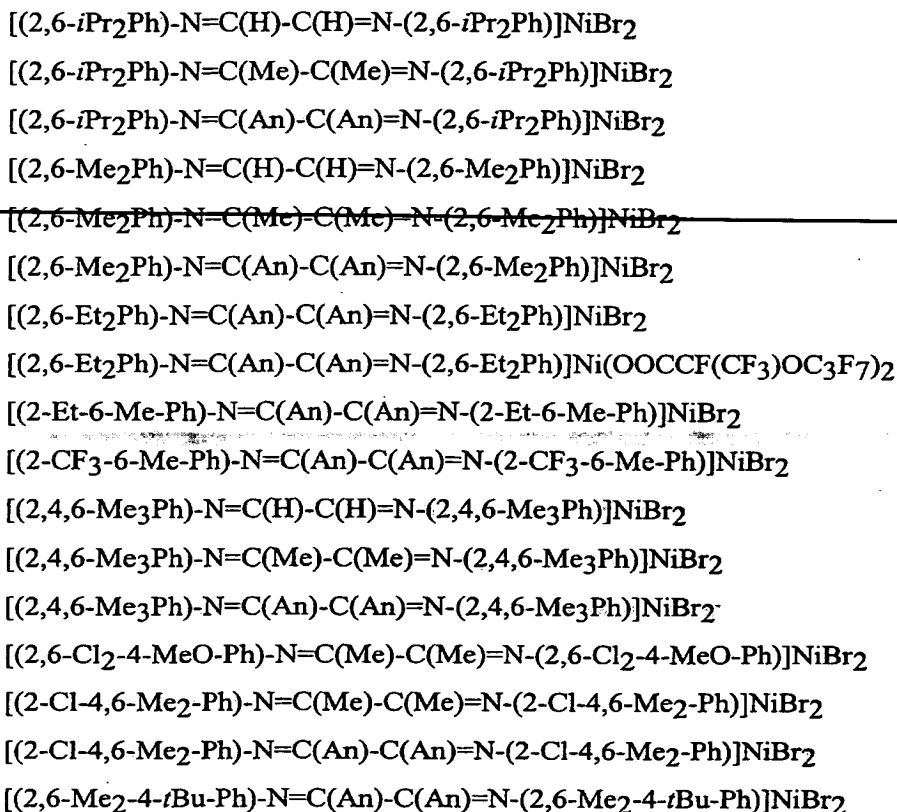 [(2,6-iPr2Ph)-N=C(H)-C(H)=N-(2,6-iPr2Ph)]NiBr2
[(2,6-iPr2Ph)-N=C(Me)-C(Me)=N-(2,6-iPr2Ph)]NiBr2
[(2,6-iPr2Ph)-N=C(An)-C(An)=N-(2,6-iPr2Ph)]NiBr2
[(2,6-Me2Ph)-N=C(H)-C(H)=N-(2,6-Me2Ph)]NiBr2
[(2,6-Me2Ph)-N=C(Me)-C(Me)=N-(2,6-Me2Ph)]NiBr2
[(2,6-Me2Ph)-N=C(An)-C(An)=N-(2,6-Me2Ph)]NiBr2
[(2,6-Et2Ph)-N=C(An)-C(An)=N-(2,6-Et2Ph)]NiBr2
[(2,6-Et2Ph)-N=C(An)-C(An)=N-(2,6-Et2Ph)]Ni(OOCCF(CF3)OC3F7)2
[(2-Et-6-Me-Ph)-N=C(An)-C(An)=N-(2-Et-6-Me-Ph)]NiBr2
[(2-CF3-6-Me-Ph)-N=C(An)-C(An)=N-(2-CF3-6-Me-Ph)]NiBr2
[(2,4,6-Me3Ph)-N=C(H)-C(H)=N-(2,4,6-Me3Ph)]NiBr2
[(2,4,6-Me3Ph)-N=C(Me)-C(Me)=N-(2,4,6-Me3Ph)]NiBr2
[(2,4,6-Me3Ph)-N=C(An)-C(An)=N-(2,4,6-Me3Ph)]NiBr2
[(2,6-Cl2-4-MeO-Ph)-N=C(Me)-C(Me)=N-(2,6-Cl2-4-MeO-Ph)]NiBr2
[(2-Cl-4,6-Me2-Ph)-N=C(Me)-C(Me)=N-(2-Cl-4,6-Me2-Ph)]NiBr2
[(2-Cl-4,6-Me2-Ph)-N=C(An)-C(An)=N-(2-Cl-4,6-Me2-Ph)]NiBr2
[(2,6-Me2-4-tBu-Ph)-N=C(An)-C(An)=N-(2,6-Me2-4-tBu-Ph)]NiBr2